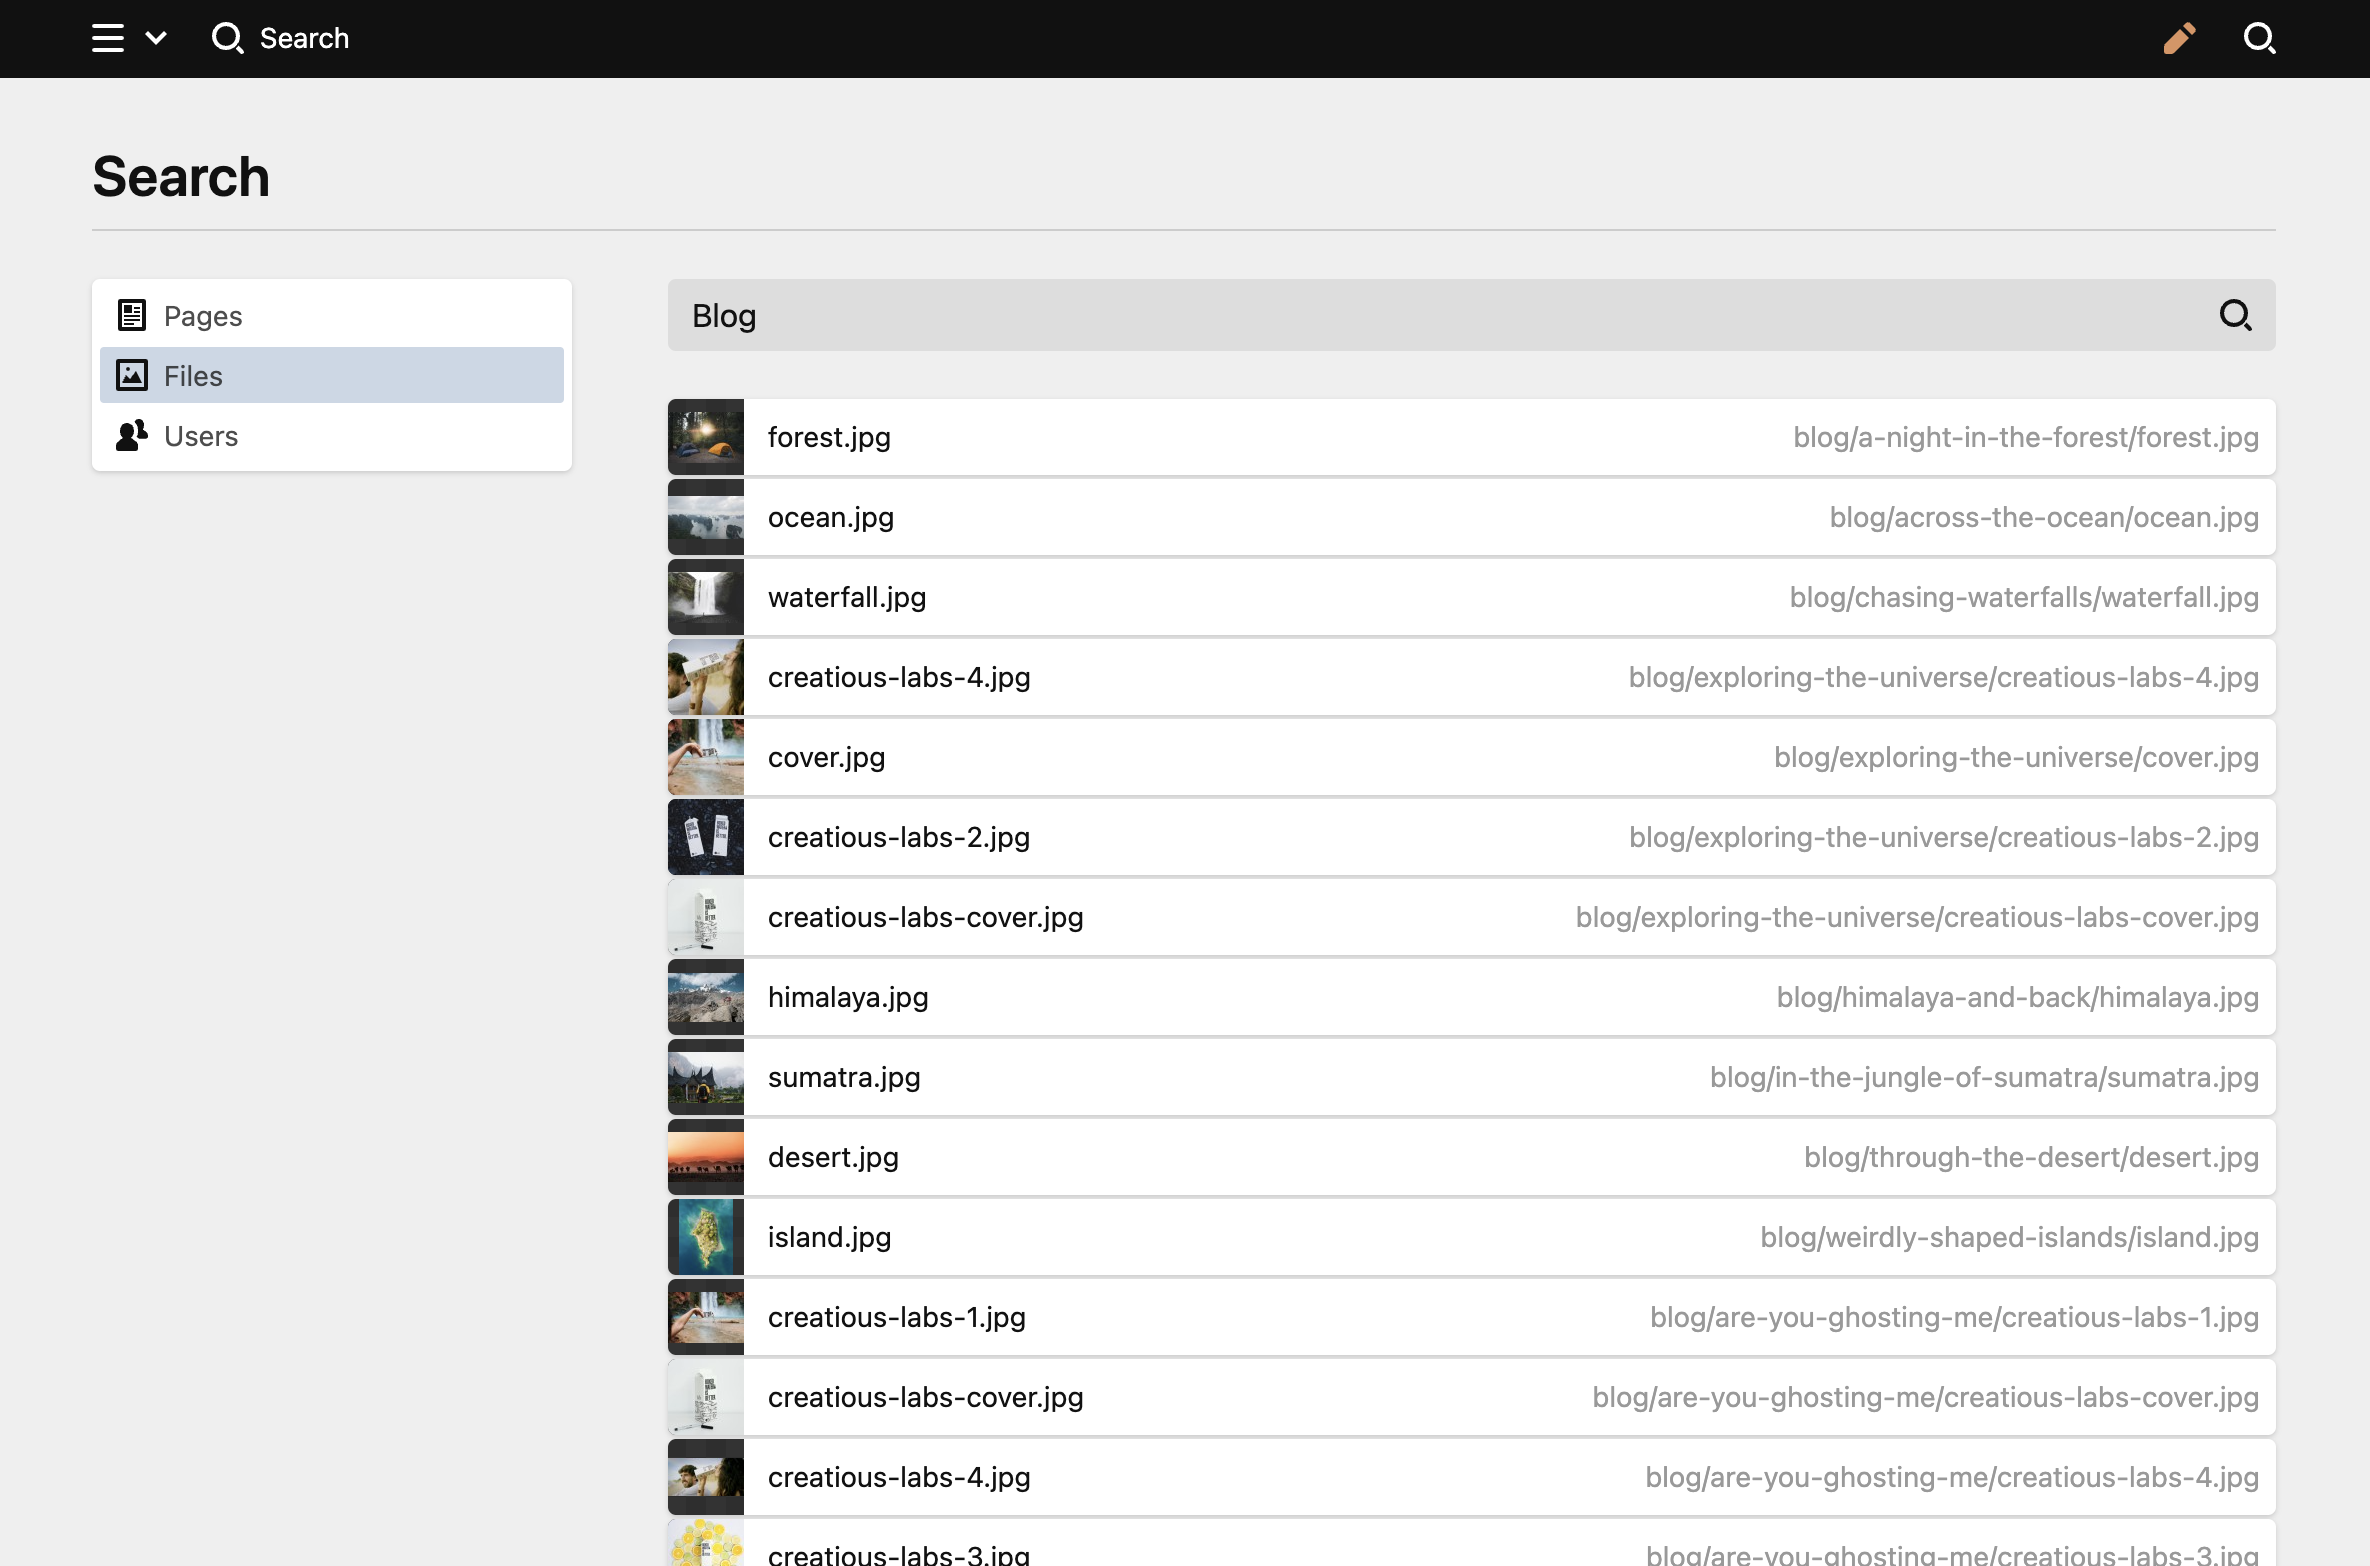 Search
Search
Pages
Files
Users
Blog
forest.jpg blog/a-night-in-the-forest/forest.jpg
ocean.jpg blog/across-the-ocean/ocean.jpg
waterfall.jpg blog/chasing-waterfalls/waterfall.jpg
creatious-labs-4.jpg blog/exploring-the-universe/creatious-labs-4.jpg
cover.jpg blog/exploring-the-universe/cover.jpg
creatious-labs-2.jpg blog/exploring-the-universe/creatious-labs-2.jpg
creatious-labs-cover.jpg blog/exploring-the-universe/creatious-labs-cover.jpg
himalaya.jpg blog/himalaya-and-back/himalaya.jpg
sumatra.jpg blog/in-the-jungle-of-sumatra/sumatra.jpg
desert.jpg blog/through-the-desert/desert.jpg
island.jpg blog/weirdly-shaped-islands/island.jpg
creatious-labs-1.jpg blog/are-you-ghosting-me/creatious-labs-1.jpg
creatious-labs-cover.jpg blog/are-you-ghosting-me/creatious-labs-cover.jpg
creatious-labs-4.jpg blog/are-you-ghosting-me/creatious-labs-4.jpg
creatious-labs-3.jpg blog/are-you-ghosting-me/creatious-labs-3.jpg